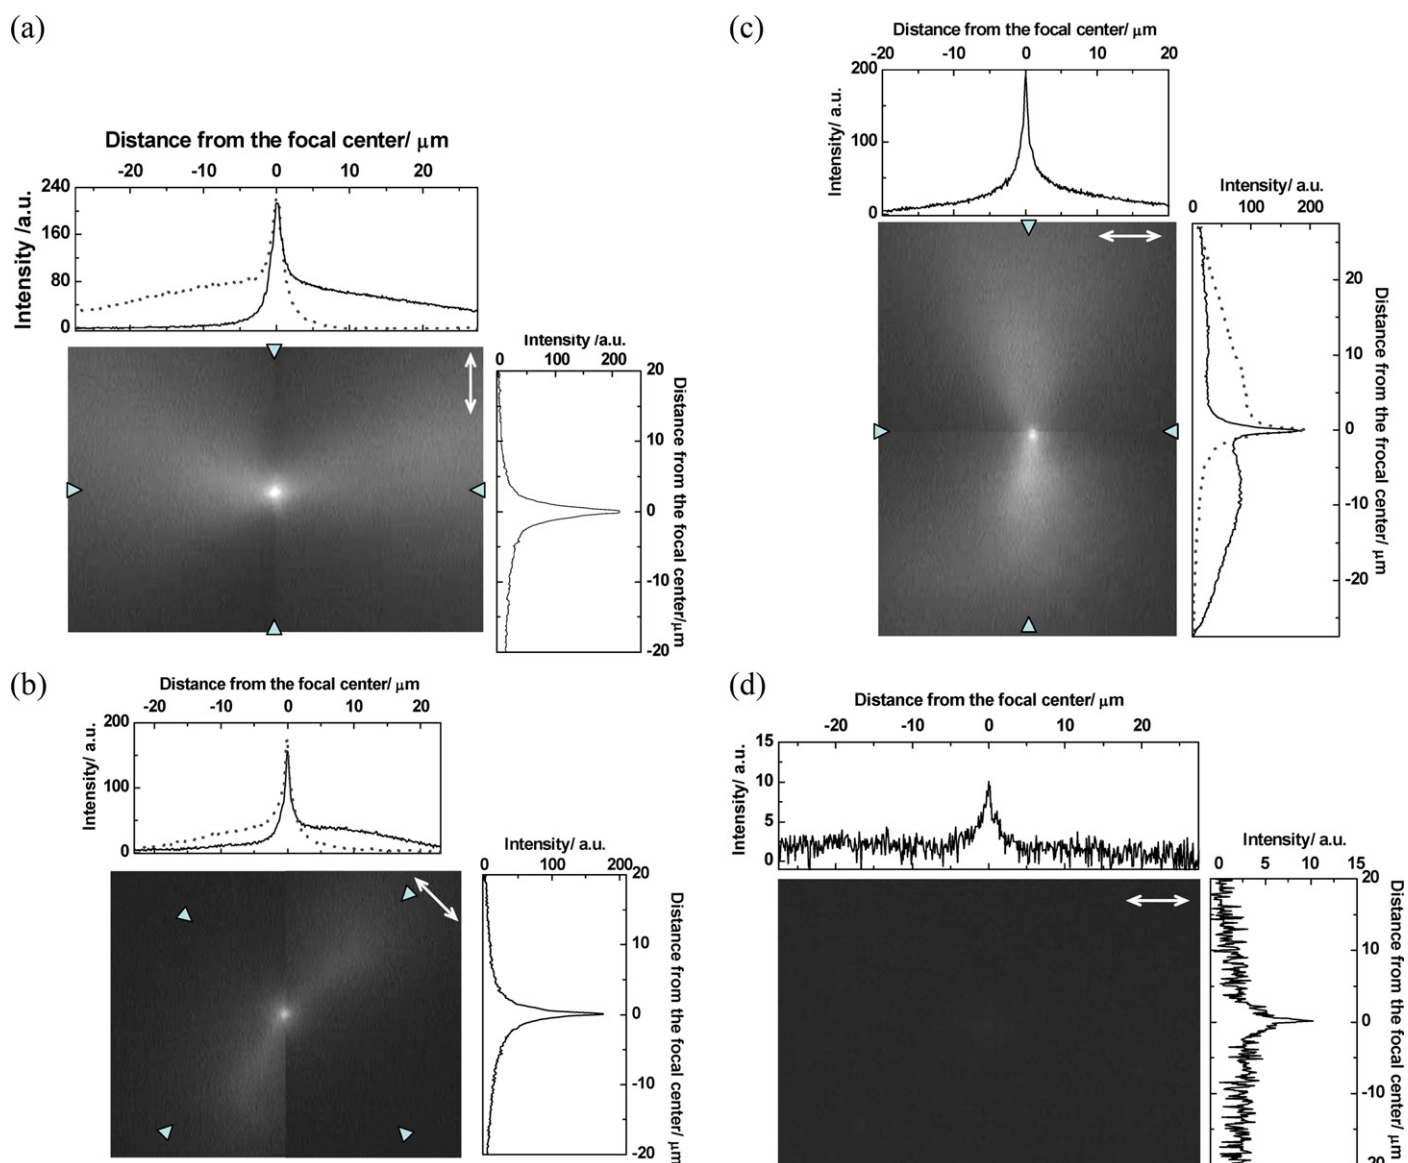 (a)
Distance from the focal center/ μm
-20 -10 0 10 20
Intensity /a.u.
240
160
80
0
Intensity /a.u.
0 100 200
20
10
0
-10
-20
Distance from the focal center/μm
(b)
Distance from the focal center/ μm
-20 -10 0 10 20
Intensity/ a.u.
200
100
0
Intensity/ a.u.
0 100 200
20
10
0
-10
-20
Distance from the focal center/ μm
(c)
Distance from the focal center/ μm
-20 -10 0 10 20
Intensity/ a.u.
200
100
0
Intensity/ a.u.
0 100 200
20
10
0
-10
-20
Distance from the frocal center/ μm
(d)
Distance from the focal center/ μm
-20 -10 0 10 20
Intensity/ a.u.
15
10
5
0
Intensity/ a.u.
0 5 10 15
20
10
0
-10
-20
Distance from the focal center/ μm